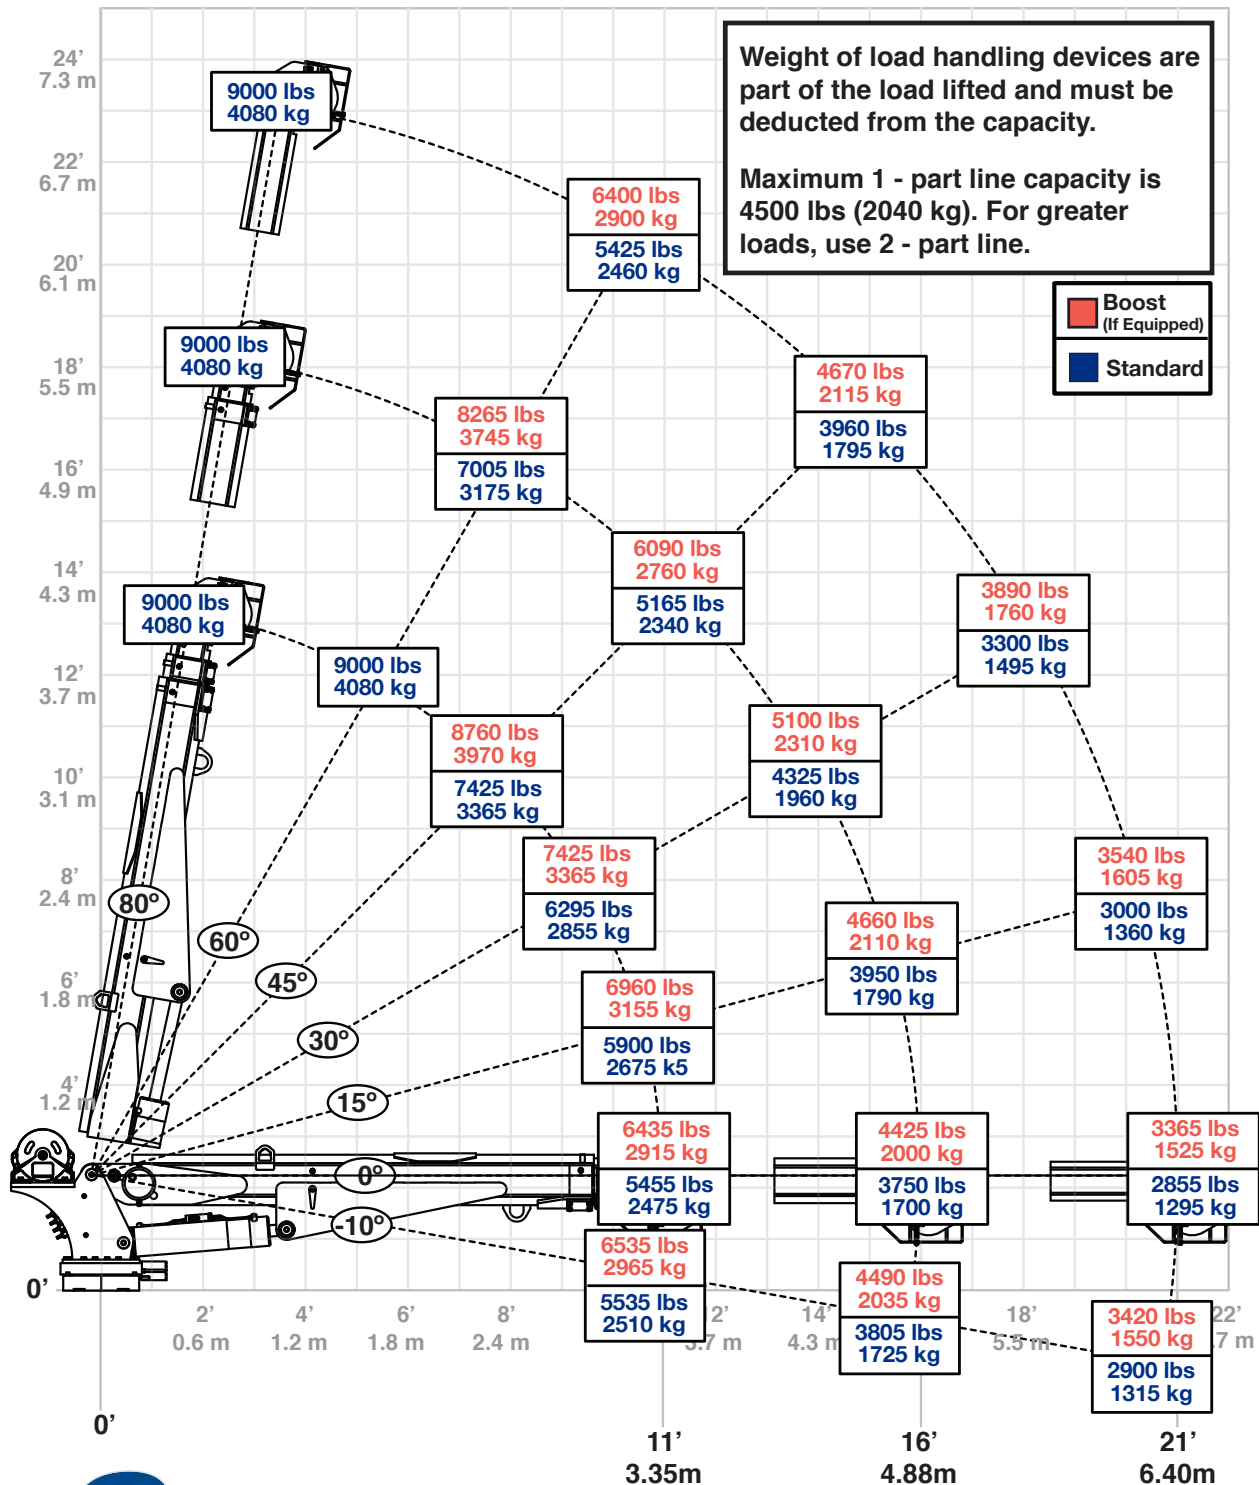 24’
7.3 m
9000 lbs
4080 kg
Weight of load handling devices are
part of the load lifted and must be
deducted from the capacity.
Maximum 1 - part line capacity is
4500 lbs (2040 kg). For greater
loads, use 2 - part line.
22’
6.7 m
6400 lbs
2900 kg
5425 lbs
2460 kg
20’
6.1 m
Boost
(If Equipped)
Standard
18’
5.5 m
9000 lbs
4080 kg
4670 lbs
2115 kg
3960 lbs
1795 kg
8265 lbs
3745 kg
7005 lbs
3175 kg
16’
4.9 m
6090 lbs
2760 kg
5165 lbs
2340 kg
14’
4.3 m
9000 lbs
4080 kg
3890 lbs
1760 kg
3300 lbs
1495 kg
12’
3.7 m
9000 lbs
4080 kg
8760 lbs
3970 kg
7425 lbs
3365 kg
5100 lbs
2310 kg
4325 lbs
1960 kg
10’
3.1 m
7425 lbs
3365 kg
6295 lbs
2855 kg
3540 lbs
1605 kg
3000 lbs
1360 kg
8’
2.4 m
80°
60°
4660 lbs
2110 kg
3950 lbs
1790 kg
6’
1.8 m
45°
6960 lbs
3155 kg
5900 lbs
2675 k5
30°
4’
1.2 m
15°
6435 lbs
2915 kg
5455 lbs
2475 kg
4425 lbs
2000 kg
3750 lbs
1700 kg
3365 lbs
1525 kg
2855 lbs
1295 kg
0°
-10°
6535 lbs
2965 kg
5535 lbs
2510 kg
4490 lbs
2035 kg
3805 lbs
1725 kg
3420 lbs
1550 kg
2900 lbs
1315 kg
0’
2’
0.6 m
4’
1.2 m
6’
1.8 m
8’
2.4 m
2’
3.7 m
14’
4.3 m
18’
5.5 m
22’
.7 m
0’
11’
3.35m
16’
4.88m
21’
6.40m